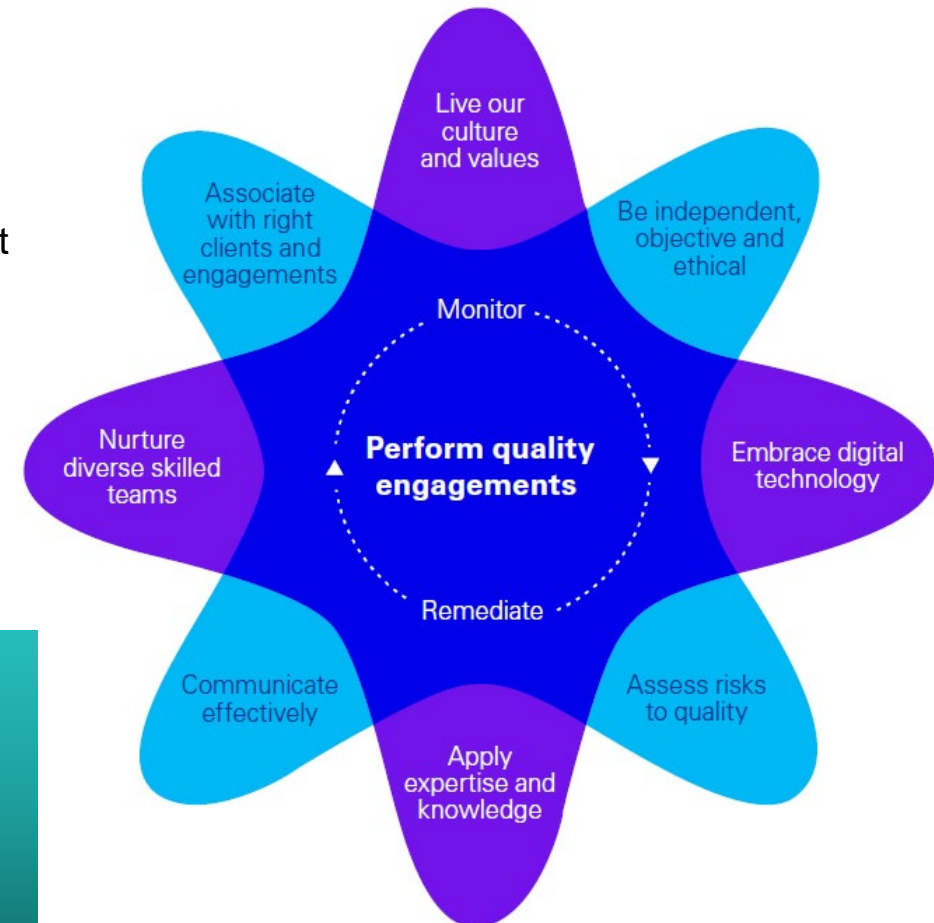 Live our
culture
and values
Associate
with right
clients and
engagements
Be independent,
objective and
ethical
t
Monitor
Nurture
diverse skilled
teams
Perform quality
engagements
Embrace digital
technology
Remediate
Communicate
effectively
Assess risks
to quality
Apply
expertise and
knowledge